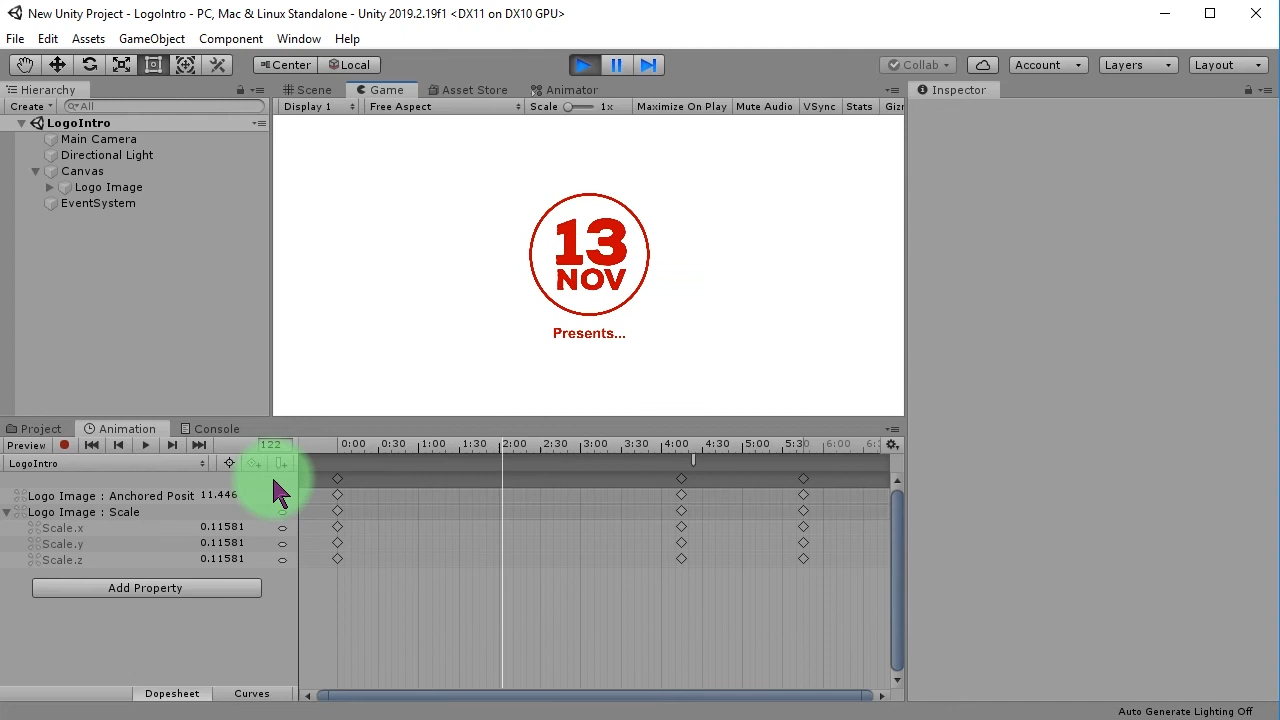 New Unity Project - LogoIntro - PC, Mac & Linux Standalone - Unity 2019.2.19f1 <DX11 on DX10 GPU>
File Edit Assets GameObject Component Window Help
Center Local Collab Account Layers Layout
Hierarchy Scene Game Asset Store Animator Inspector
Create All Display 1 Free Aspect Scale 1x Maximize On Play Mute Audio VSync Stats Giz
LogoIntro
Main Camera
Directional Light
Canvas
Logo Image
EventSystem
13
NOV
Presents...
Project Animation Console
Preview 122 0:00 0:30 1:00 1:30 2:00 2:30 3:00 3:30 4:00 4:30 5:00 5:30 6:00
LogoIntro
Logo Image : Anchored Posit 11.446
Logo Image : Scale
Scale.x 0.11581
Scale.y 0.11581
Scale.z 0.11581
Add Property
Dopesheet Curves
Auto Generate Lighting Off